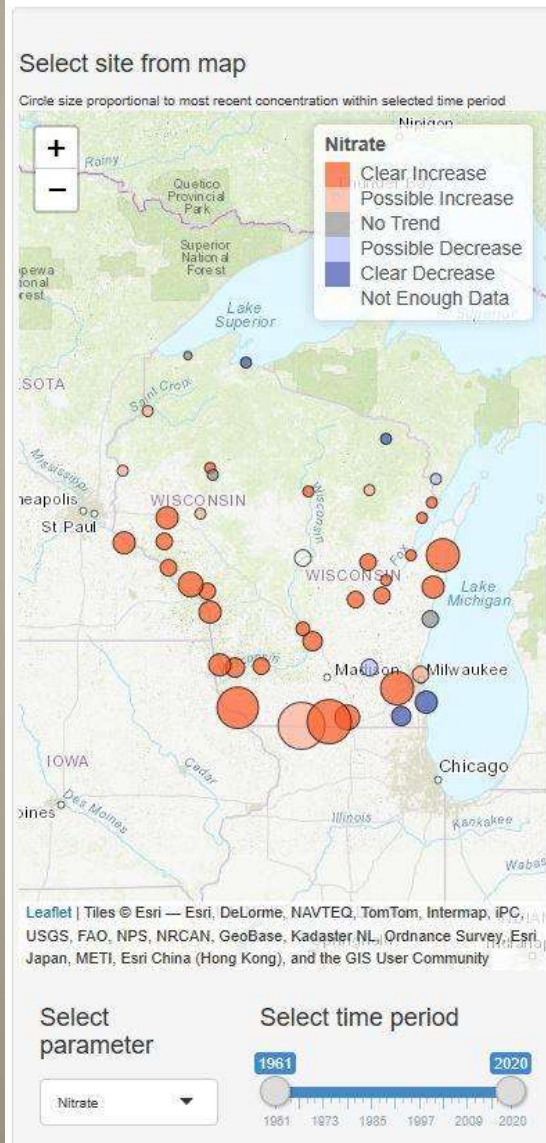 Select site from map
Circle size proportional to most recent concentration within selected time period
+
−
Nitrate
Clear Increase
Possible Increase
No Trend
Possible Decrease
Clear Decrease
Not Enough Data
Nipigon
Rainy
Quetico
Provincial
Park
Superior
National
Forest
Lake
Superior
SOTA
Saint Croix
Mississippi
neapolis
St Paul
WISCONSIN
Wisconsin
WISCONSIN
Fox
Lake
Michigan
Madison
Milwaukee
IOWA
Cedar
Chicago
oines
Des Moines
Illinois
Kankakee
Wabas
Leaflet | Tiles © Esri — Esri, DeLorme, NAVTEQ, TomTom, Intermap, iPC,
USGS, FAO, NPS, NRCAN, GeoBase, Kadaster NL, Ordnance Survey, Esri
Japan, METI, Esri China (Hong Kong), and the GIS User Community
Select
parameter
Nitrate
Select time period
1961
2020
1961 1973 1985 1997 2009 2020